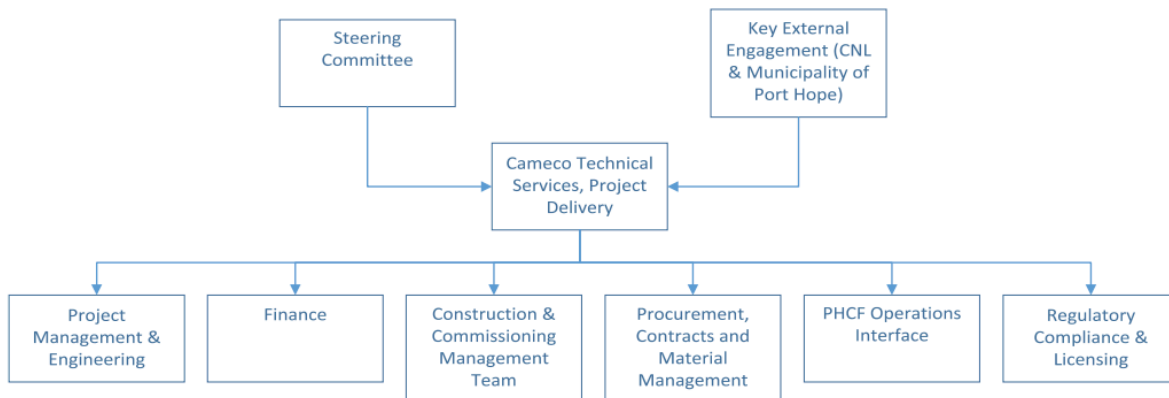 Steering
Committee
Key External
Engagement (CNL
& Municipality of
Port Hope)
Cameco Technical
Services, Project
Delivery
Project
Management &
Engineering
Finance
Construction &
Commissioning
Management
Team
Procurement,
Contracts and
Material
Management
PHCF Operations
Interface
Regulatory
Compliance &
Licensing